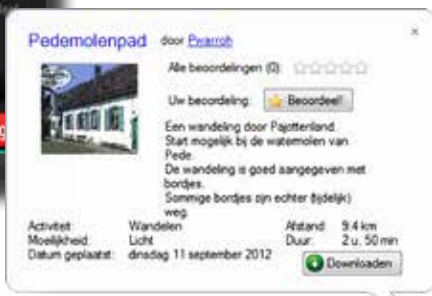 Pedemolenpad door Pwarroh
Alle beoordelingen (0):
Uw beoordeling: Beoordeel!
Een wandeling door Pajottenland.
Start mogelijk bij de watermolen van
Pede.
De wandeling is goed aangegeven met
bordjes.
Sommige bordjes zijn echter (tijdelijk)
weg.
Activiteit: Wandelen Afstand: 9.4 km
Moeilijkheid: Licht Duur: 2 u, 50 min
Datum geplaatst: dinsdag 11 september 2012
Downloaden